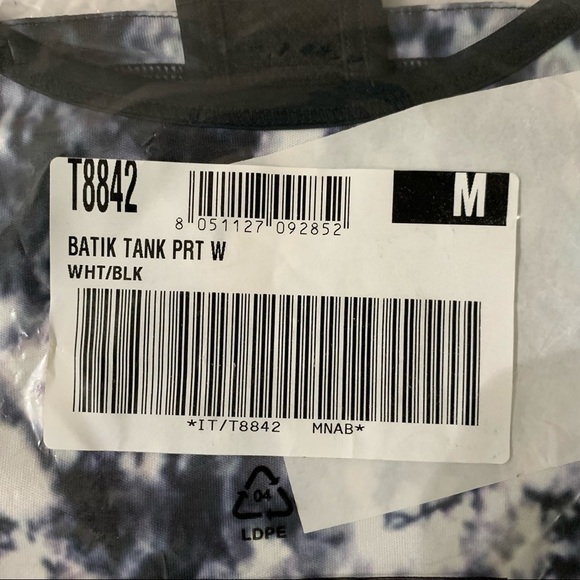 T8842
M
8 051127 092852
BATIK TANK PRT W
WHT/BLK
*IT/T8842 MNAB*
04
LDPE